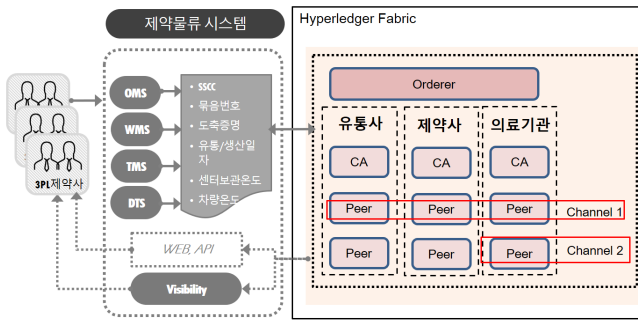 제약물류 시스템
Hyperledger Fabric
3PL제약사
OMS
WMS
TMS
DTS
• SSCC
• 묶음번호
• 도축증명
• 유통/생산일
자
• 센터보관온도
• 차량온도
WEB, API
Visibility
Orderer
유통사
제약사
의료기관
CA
CA
CA
Peer
Peer
Peer
Channel 1
Peer
Peer
Peer
Channel 2